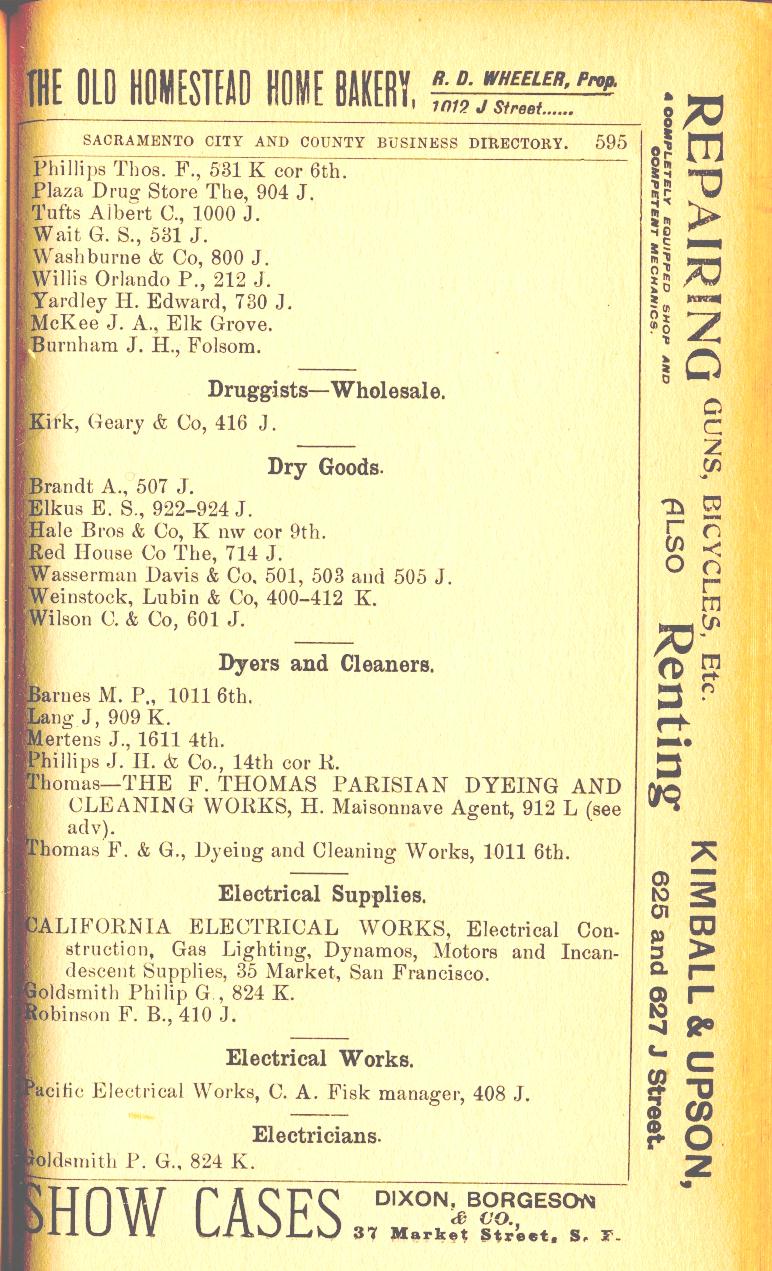 THE OLD HOMESTEAD HOME BAKERY, R. D. WHEELER, Prop.
1012 J Street......
SACRAMENTO CITY AND COUNTY BUSINESS DIRECTORY. 595
Phillips Thos. F., 531 K cor 6th.
Plaza Drug Store The, 904 J.
Tufts Albert C., 1000 J.
Wait G. S., 531 J.
Washburne & Co, 800 J.
Willis Orlando P., 212 J.
Yardley H. Edward, 730 J.
McKee J. A., Elk Grove.
Burnham J. H., Folsom.
Druggists—Wholesale.
Kirk, Geary & Co, 416 J.
Dry Goods.
Brandt A., 507 J.
Elkus E. S., 922–924 J.
Hale Bros & Co, K nw cor 9th.
Red House Co The, 714 J.
Wasserman Davis & Co, 501, 503 and 505 J.
Weinstock, Lubin & Co, 400–412 K.
Wilson C. & Co, 601 J.
Dyers and Cleaners.
Barnes M. P., 1011 6th.
Lang J, 909 K.
Mertens J., 1611 4th.
Phillips J. H. & Co., 14th cor R.
Thomas—THE F. THOMAS PARISIAN DYEING AND
CLEANING WORKS, H. Maisonnave Agent, 912 L (see
adv).
Thomas F. & G., Dyeing and Cleaning Works, 1011 6th.
Electrical Supplies.
CALIFORNIA ELECTRICAL WORKS, Electrical Con-
struction, Gas Lighting, Dynamos, Motors and Incan-
descent Supplies, 35 Market, San Francisco.
Goldsmith Philip G., 824 K.
Robinson F. B., 410 J.
Electrical Works.
Pacific Electrical Works, C. A. Fisk manager, 408 J.
Electricians.
Goldsmith P. G., 824 K.
SHOW CASES DIXON, BORGESON
& CO.,
37 Market Street, S. F.
REPAIRING GUNS, BICYCLES, Etc.
A COMPLETELY EQUIPPED SHOP AND
COMPETENT MECHANICS.
ALSO Renting
KIMBALL & UPSON,
625 and 627 J Street.